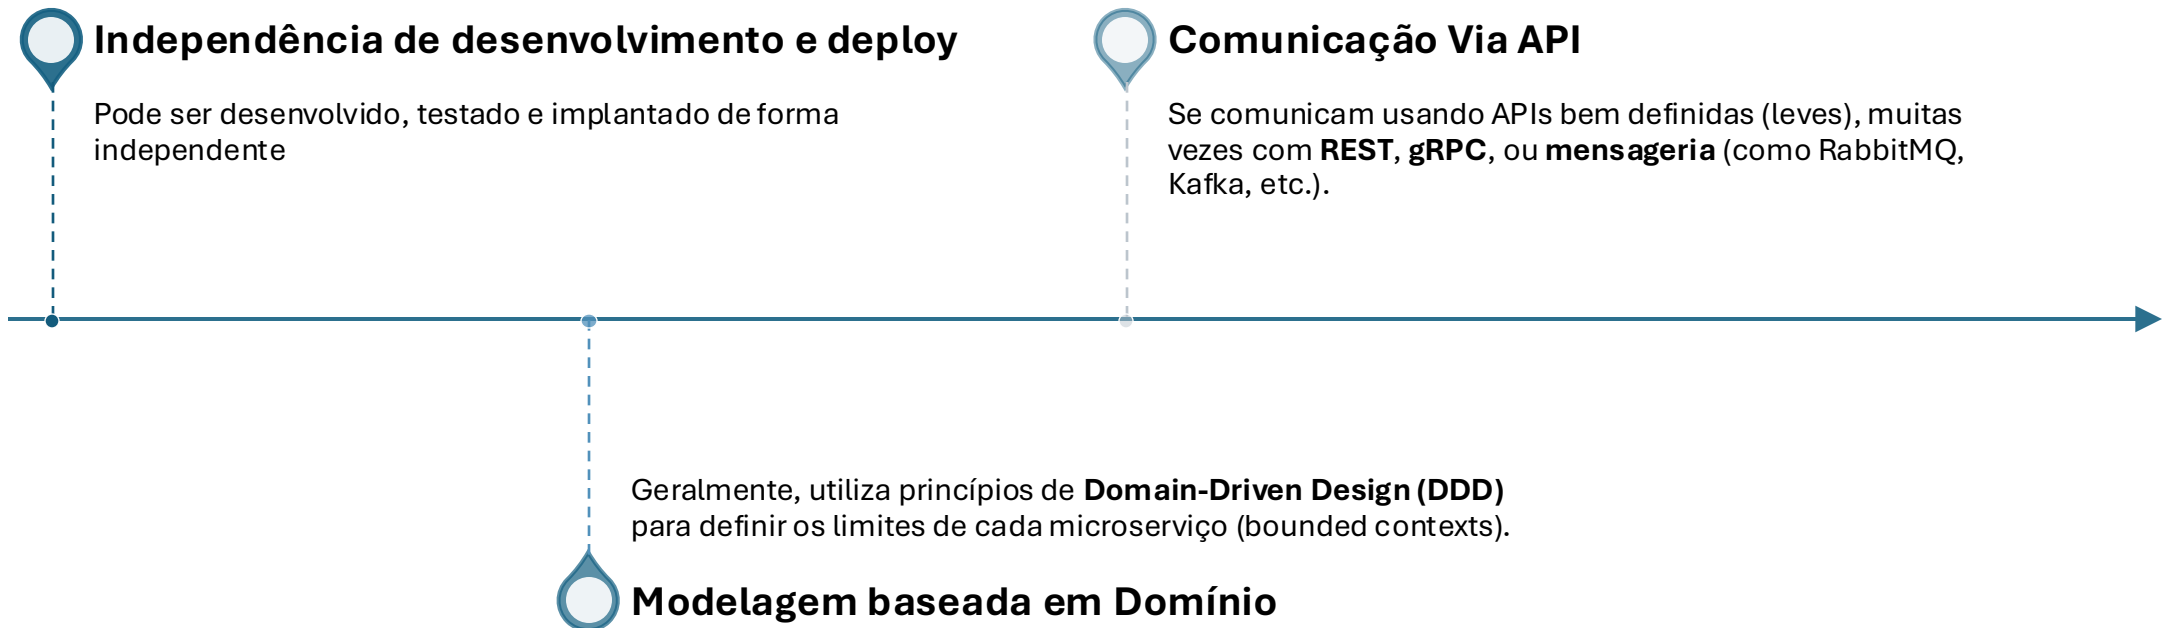 Independência de desenvolvimento e deploy
Pode ser desenvolvido, testado e implantado de forma
independente
Comunicação Via API
Se comunicam usando APIs bem definidas (leves), muitas
vezes com REST, gRPC, ou mensageria (como RabbitMQ,
Kafka, etc.).
Geralmente, utiliza princípios de Domain-Driven Design (DDD)
para definir os limites de cada microserviço (bounded contexts).
Modelagem baseada em Domínio